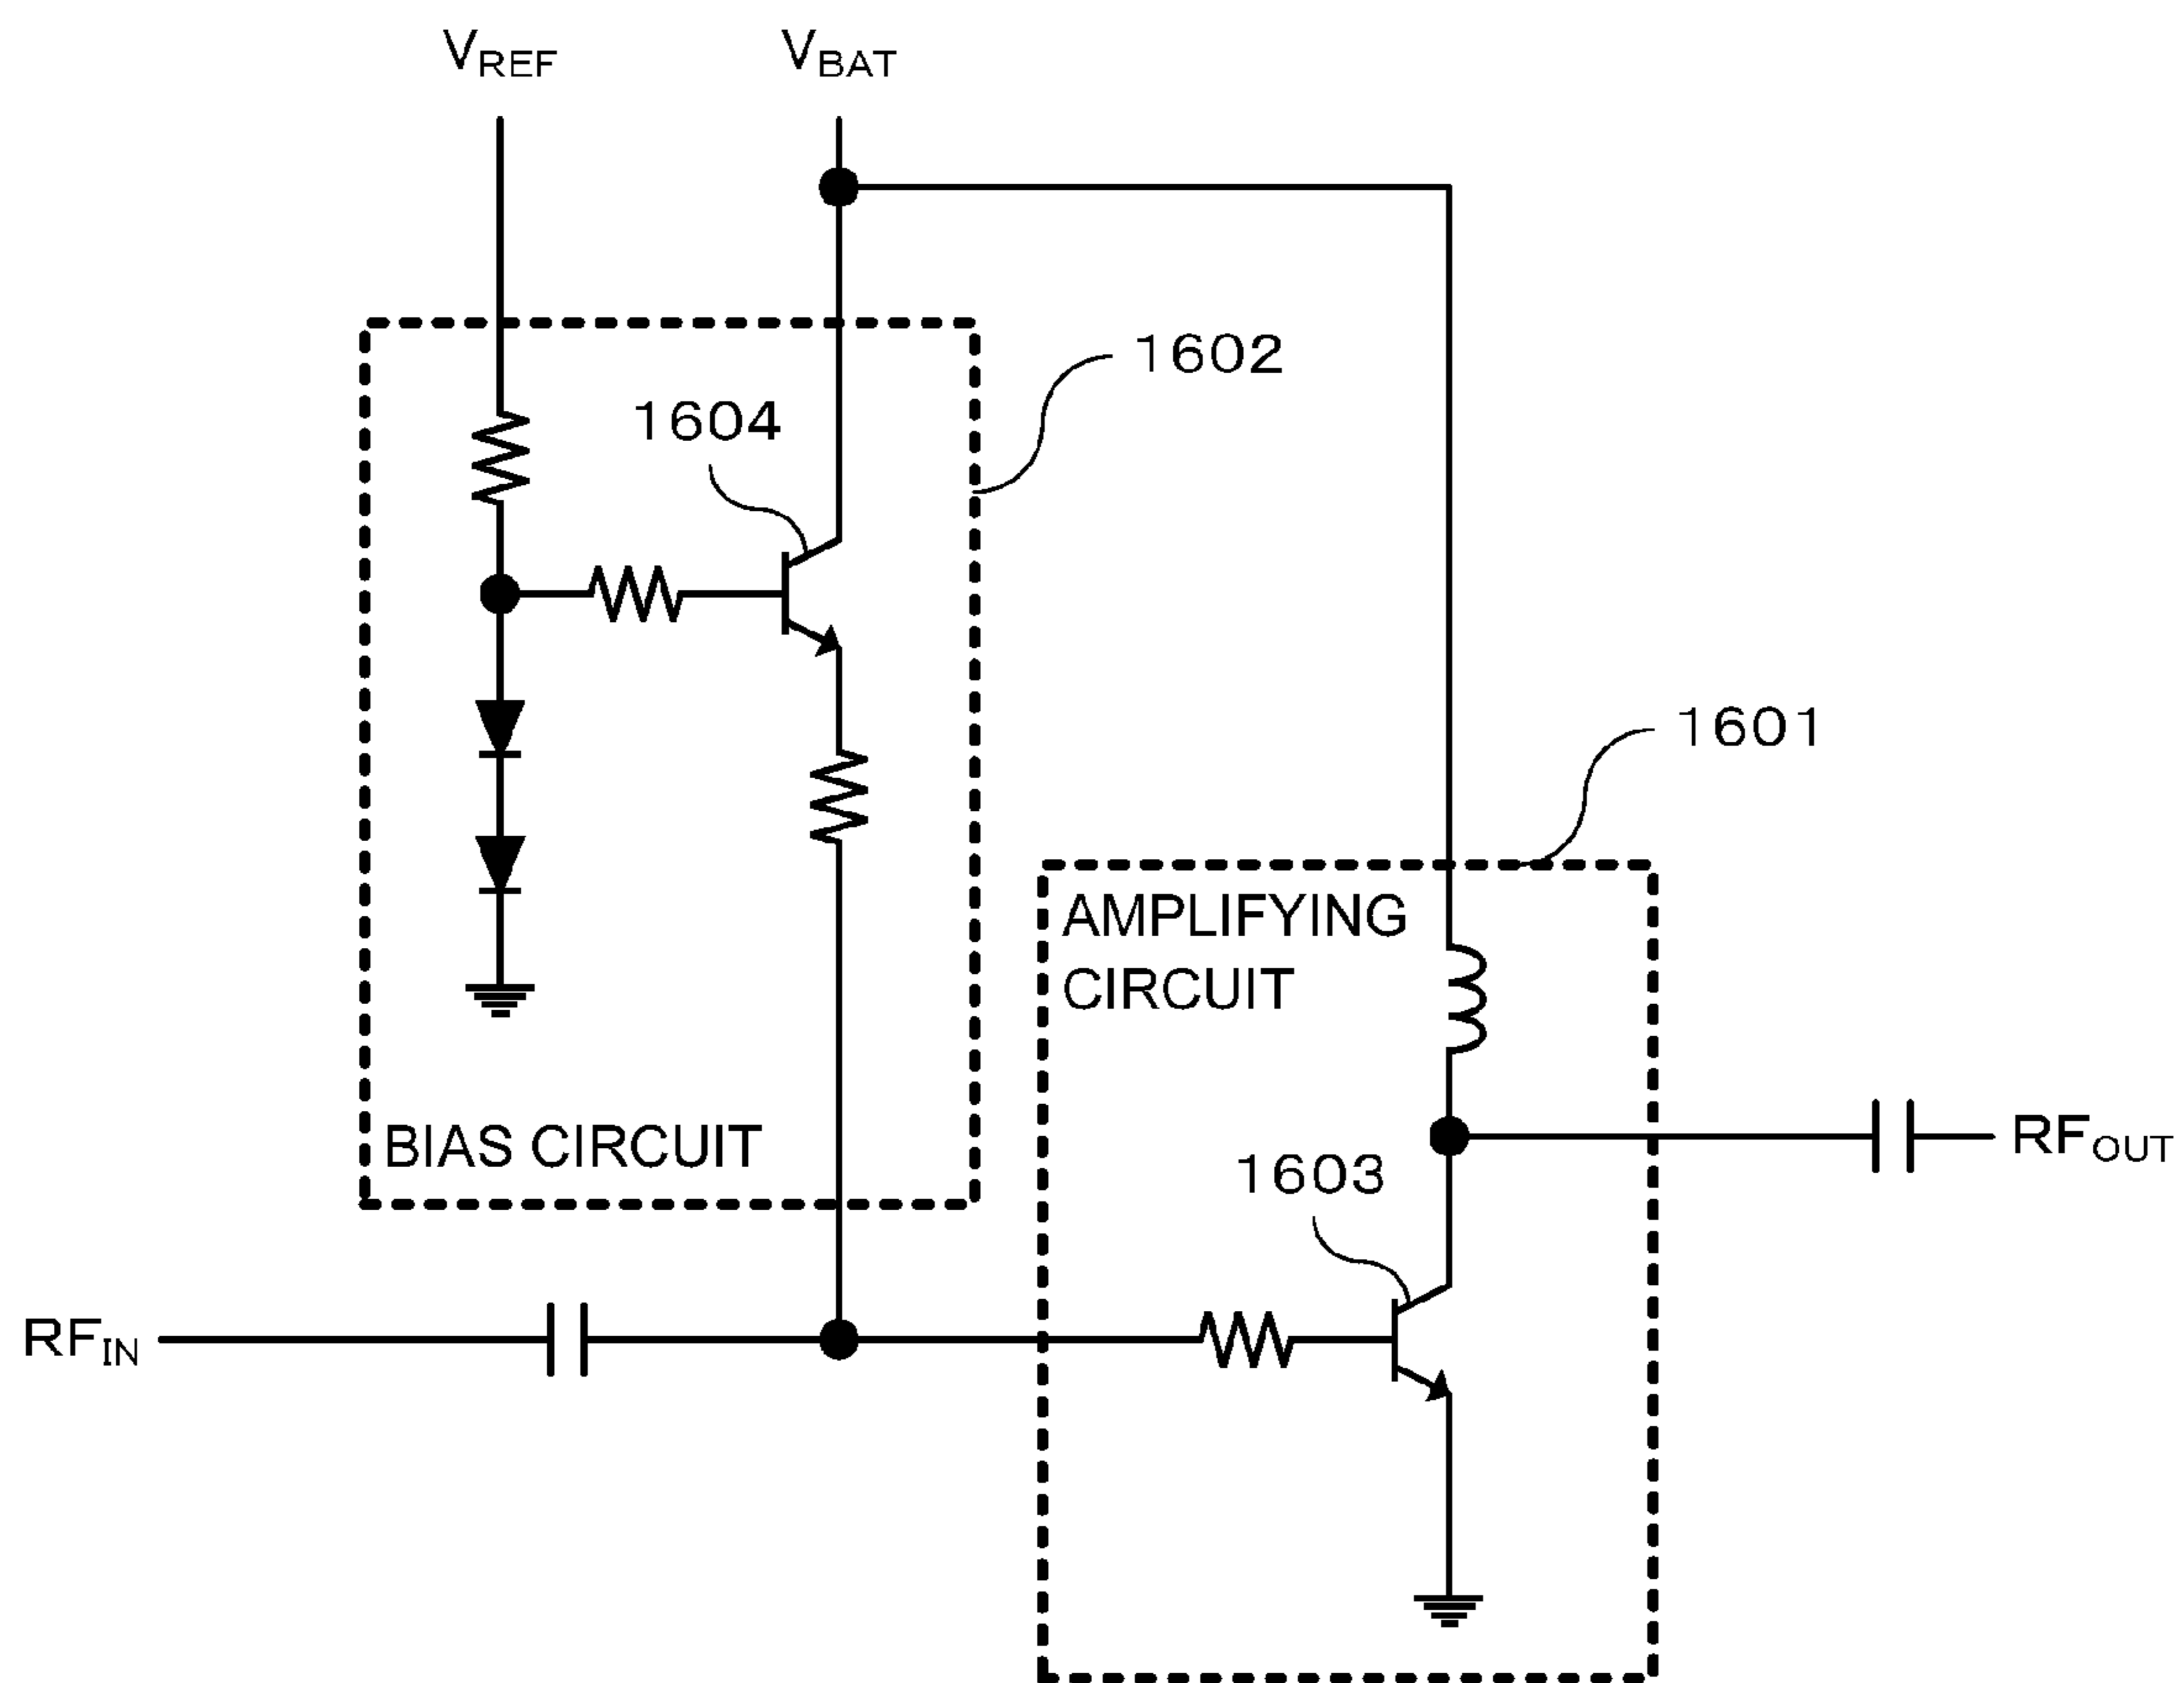 VREF
VBAT
1602
1604
1601
AMPLIFYING
CIRCUIT
BIAS CIRCUIT
RFOUT
1603
RFIN